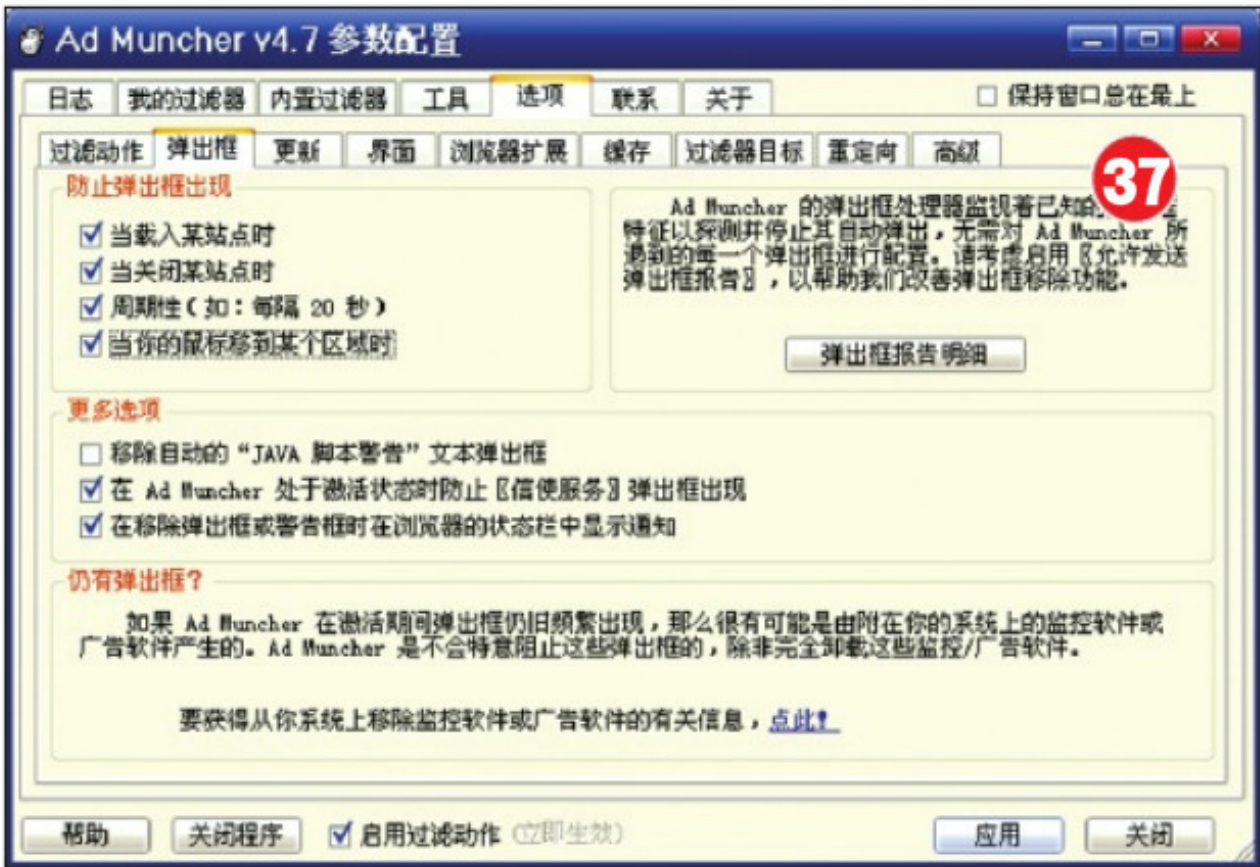 Ad Muncher v4.7 参数配置
日志 我的过滤器 内置过滤器 工具 选项 联系 关于 保持窗口总在最上
过滤动作 弹出框 更新 界面 浏览器扩展 缓存 过滤器目标 重定向 高级
37
防止弹出框出现
当载入某站点时
当关闭某站点时
周期性(如：每隔 20 秒)
当你的鼠标移到某个区域时
Ad Muncher 的弹出框处理器监视着已知的
特征以探测并停止其自动弹出，无需对 Ad Muncher 所
遇到的每一个弹出框进行配置。请考虑启用〖允许发送
弹出框报告〗，以帮助我们改善弹出框移除功能。
弹出框报告明细
更多选项
移除自动的“JAVA 脚本警告”文本弹出框
在 Ad Muncher 处于激活状态时防止〖信使服务〗弹出框出现
在移除弹出框或警告框时在浏览器的状态栏中显示通知
仍有弹出框？
如果 Ad Muncher 在激活期间弹出框仍旧频繁出现，那么很有可能是由附在你的系统上的监控软件或
广告软件产生的。Ad Muncher 是不会特意阻止这些弹出框的，除非完全卸载这些监控/广告软件。
要获得从你系统上移除监控软件或广告软件的有关信息，点此！
帮助 关闭程序 启用过滤动作 (立即生效) 应用 关闭